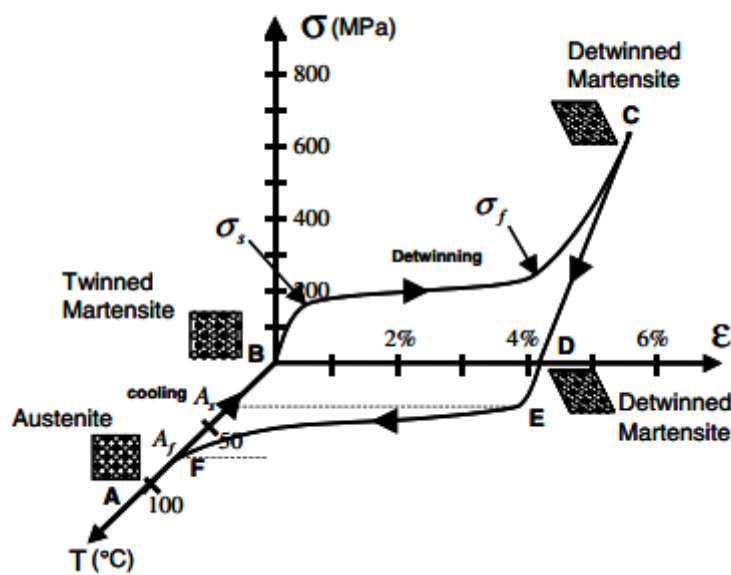 σ (MPa)
Detwinned
Martensite
C
800
600
400
σs
σf
Detwinning
Twinned
Martensite
200
B
2%
4%
D
6%
ε
cooling
As
Austenite
Af
50
E
Detwinned
Martensite
F
A
100
T (°C)